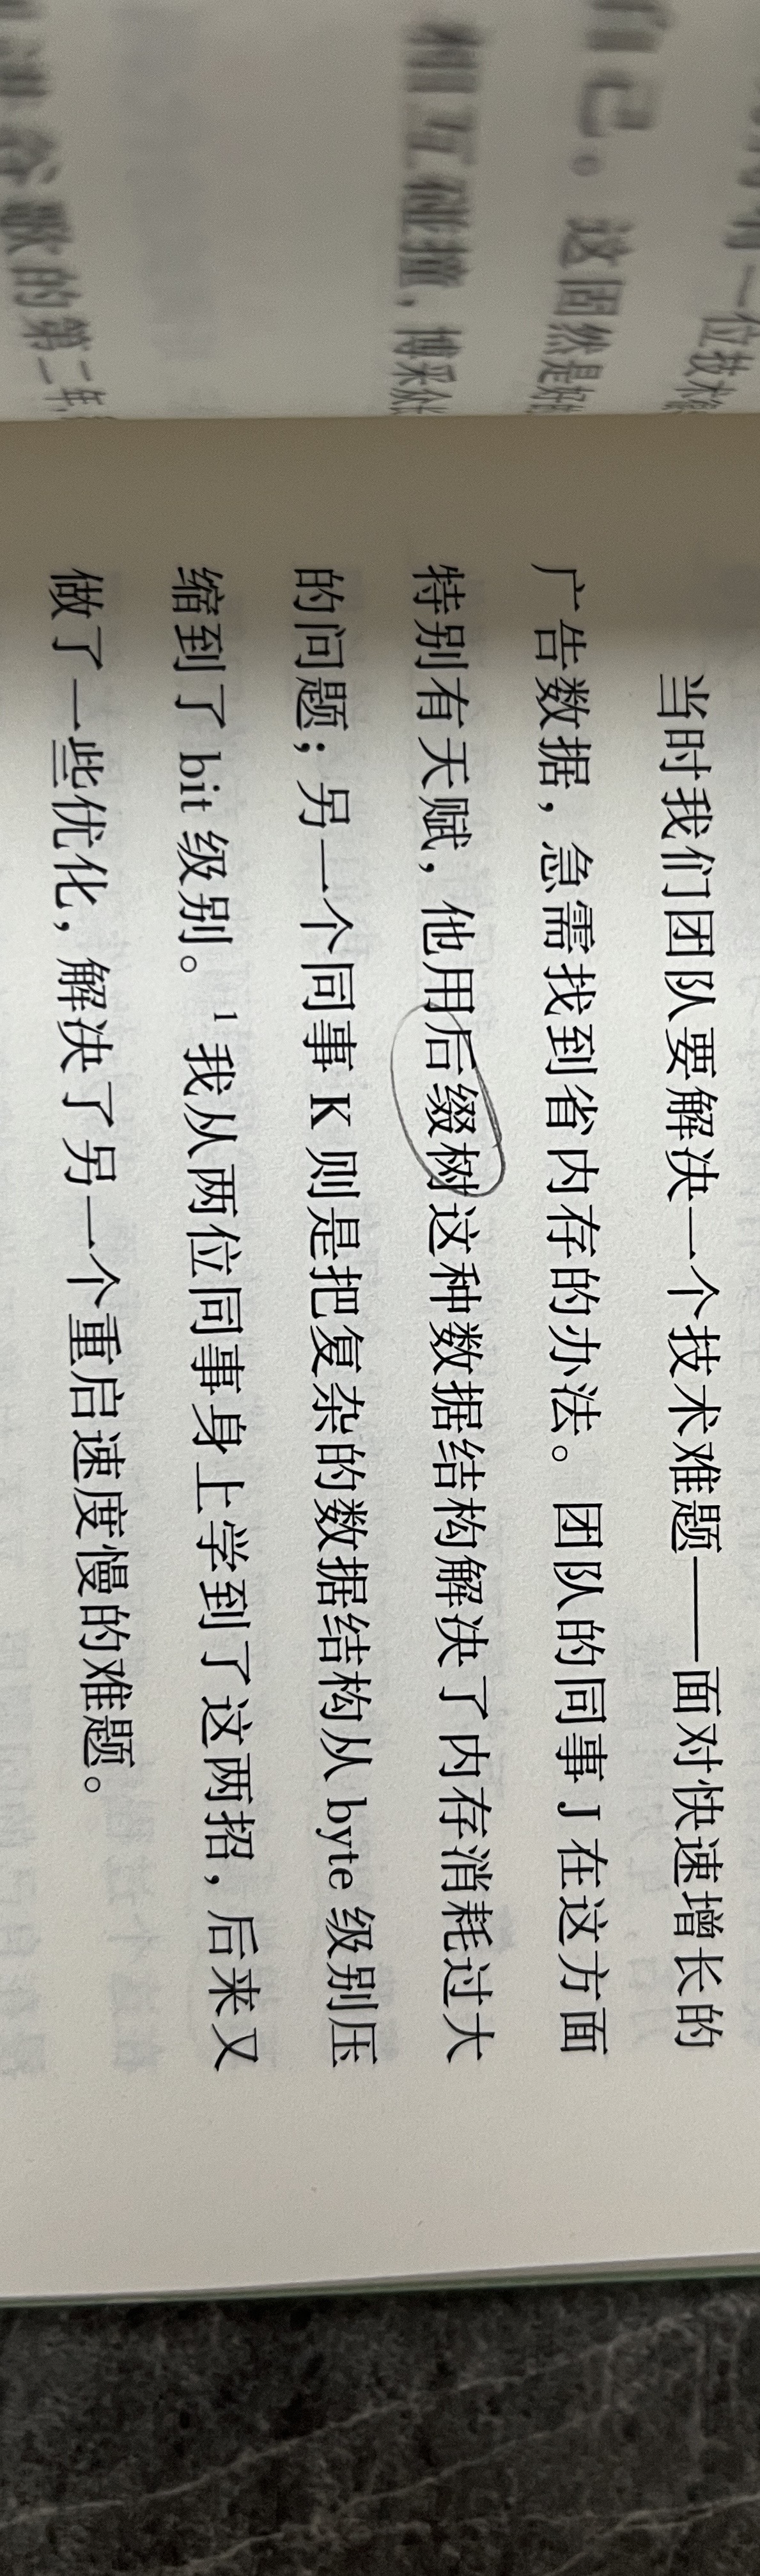 一位技术
自己。这固然是好的
相互碰撞，博采众长
谷歌的第二年，
当时我们团队要解决一个技术难题——面对快速增长的
广告数据，急需找到省内存的办法。团队的同事 J 在这方面
特别有天赋，他用后缀树这种数据结构解决了内存消耗过大
的问题；另一个同事 K 则是把复杂的数据结构从 byte 级别压
缩到了 bit 级别。¹ 我从两位同事身上学到了这两招，后来又
做了一些优化，解决了另一个重启速度慢的难题。